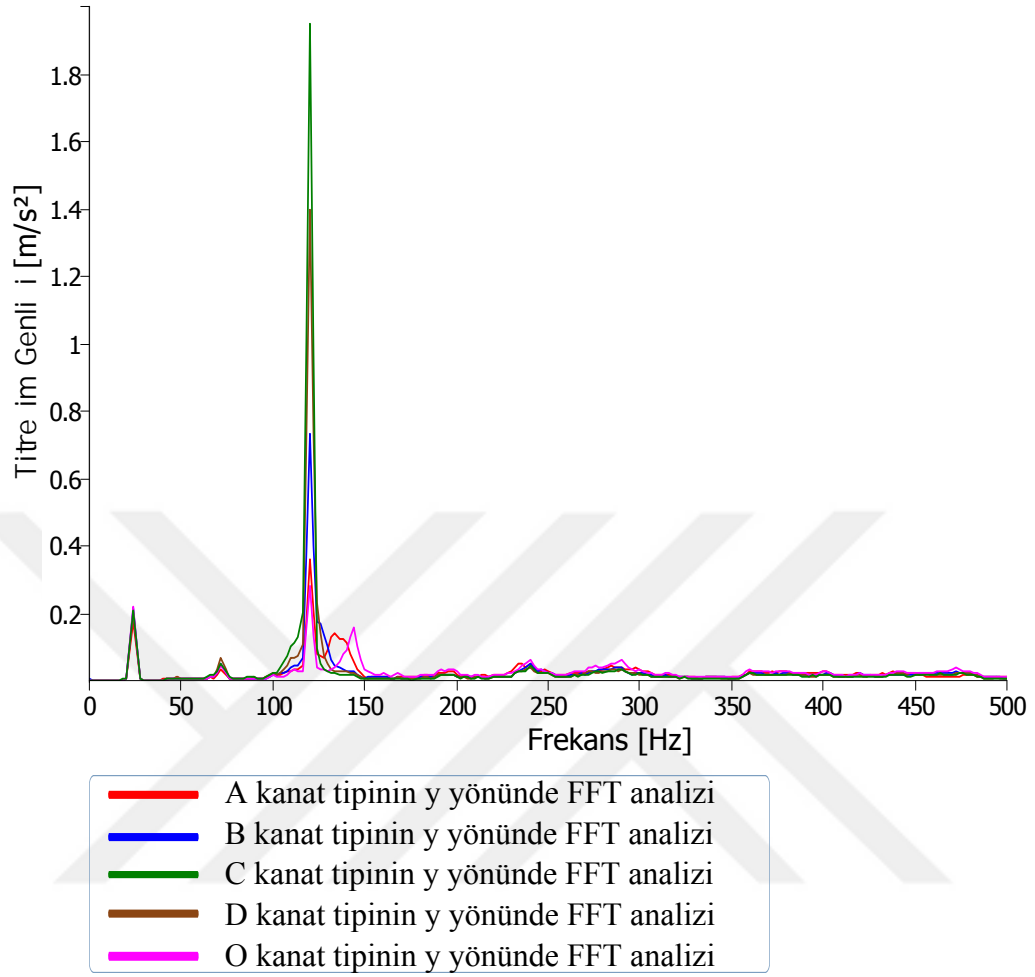 1.8
1.6
1.4
1.2
1
0.8
0.6
0.4
0.2
Titre im Genli i [m/s²]
0 50 100 150 200 250 300 350 400 450 500
Frekans [Hz]
A kanat tipinin y yönünde FFT analizi
B kanat tipinin y yönünde FFT analizi
C kanat tipinin y yönünde FFT analizi
D kanat tipinin y yönünde FFT analizi
O kanat tipinin y yönünde FFT analizi